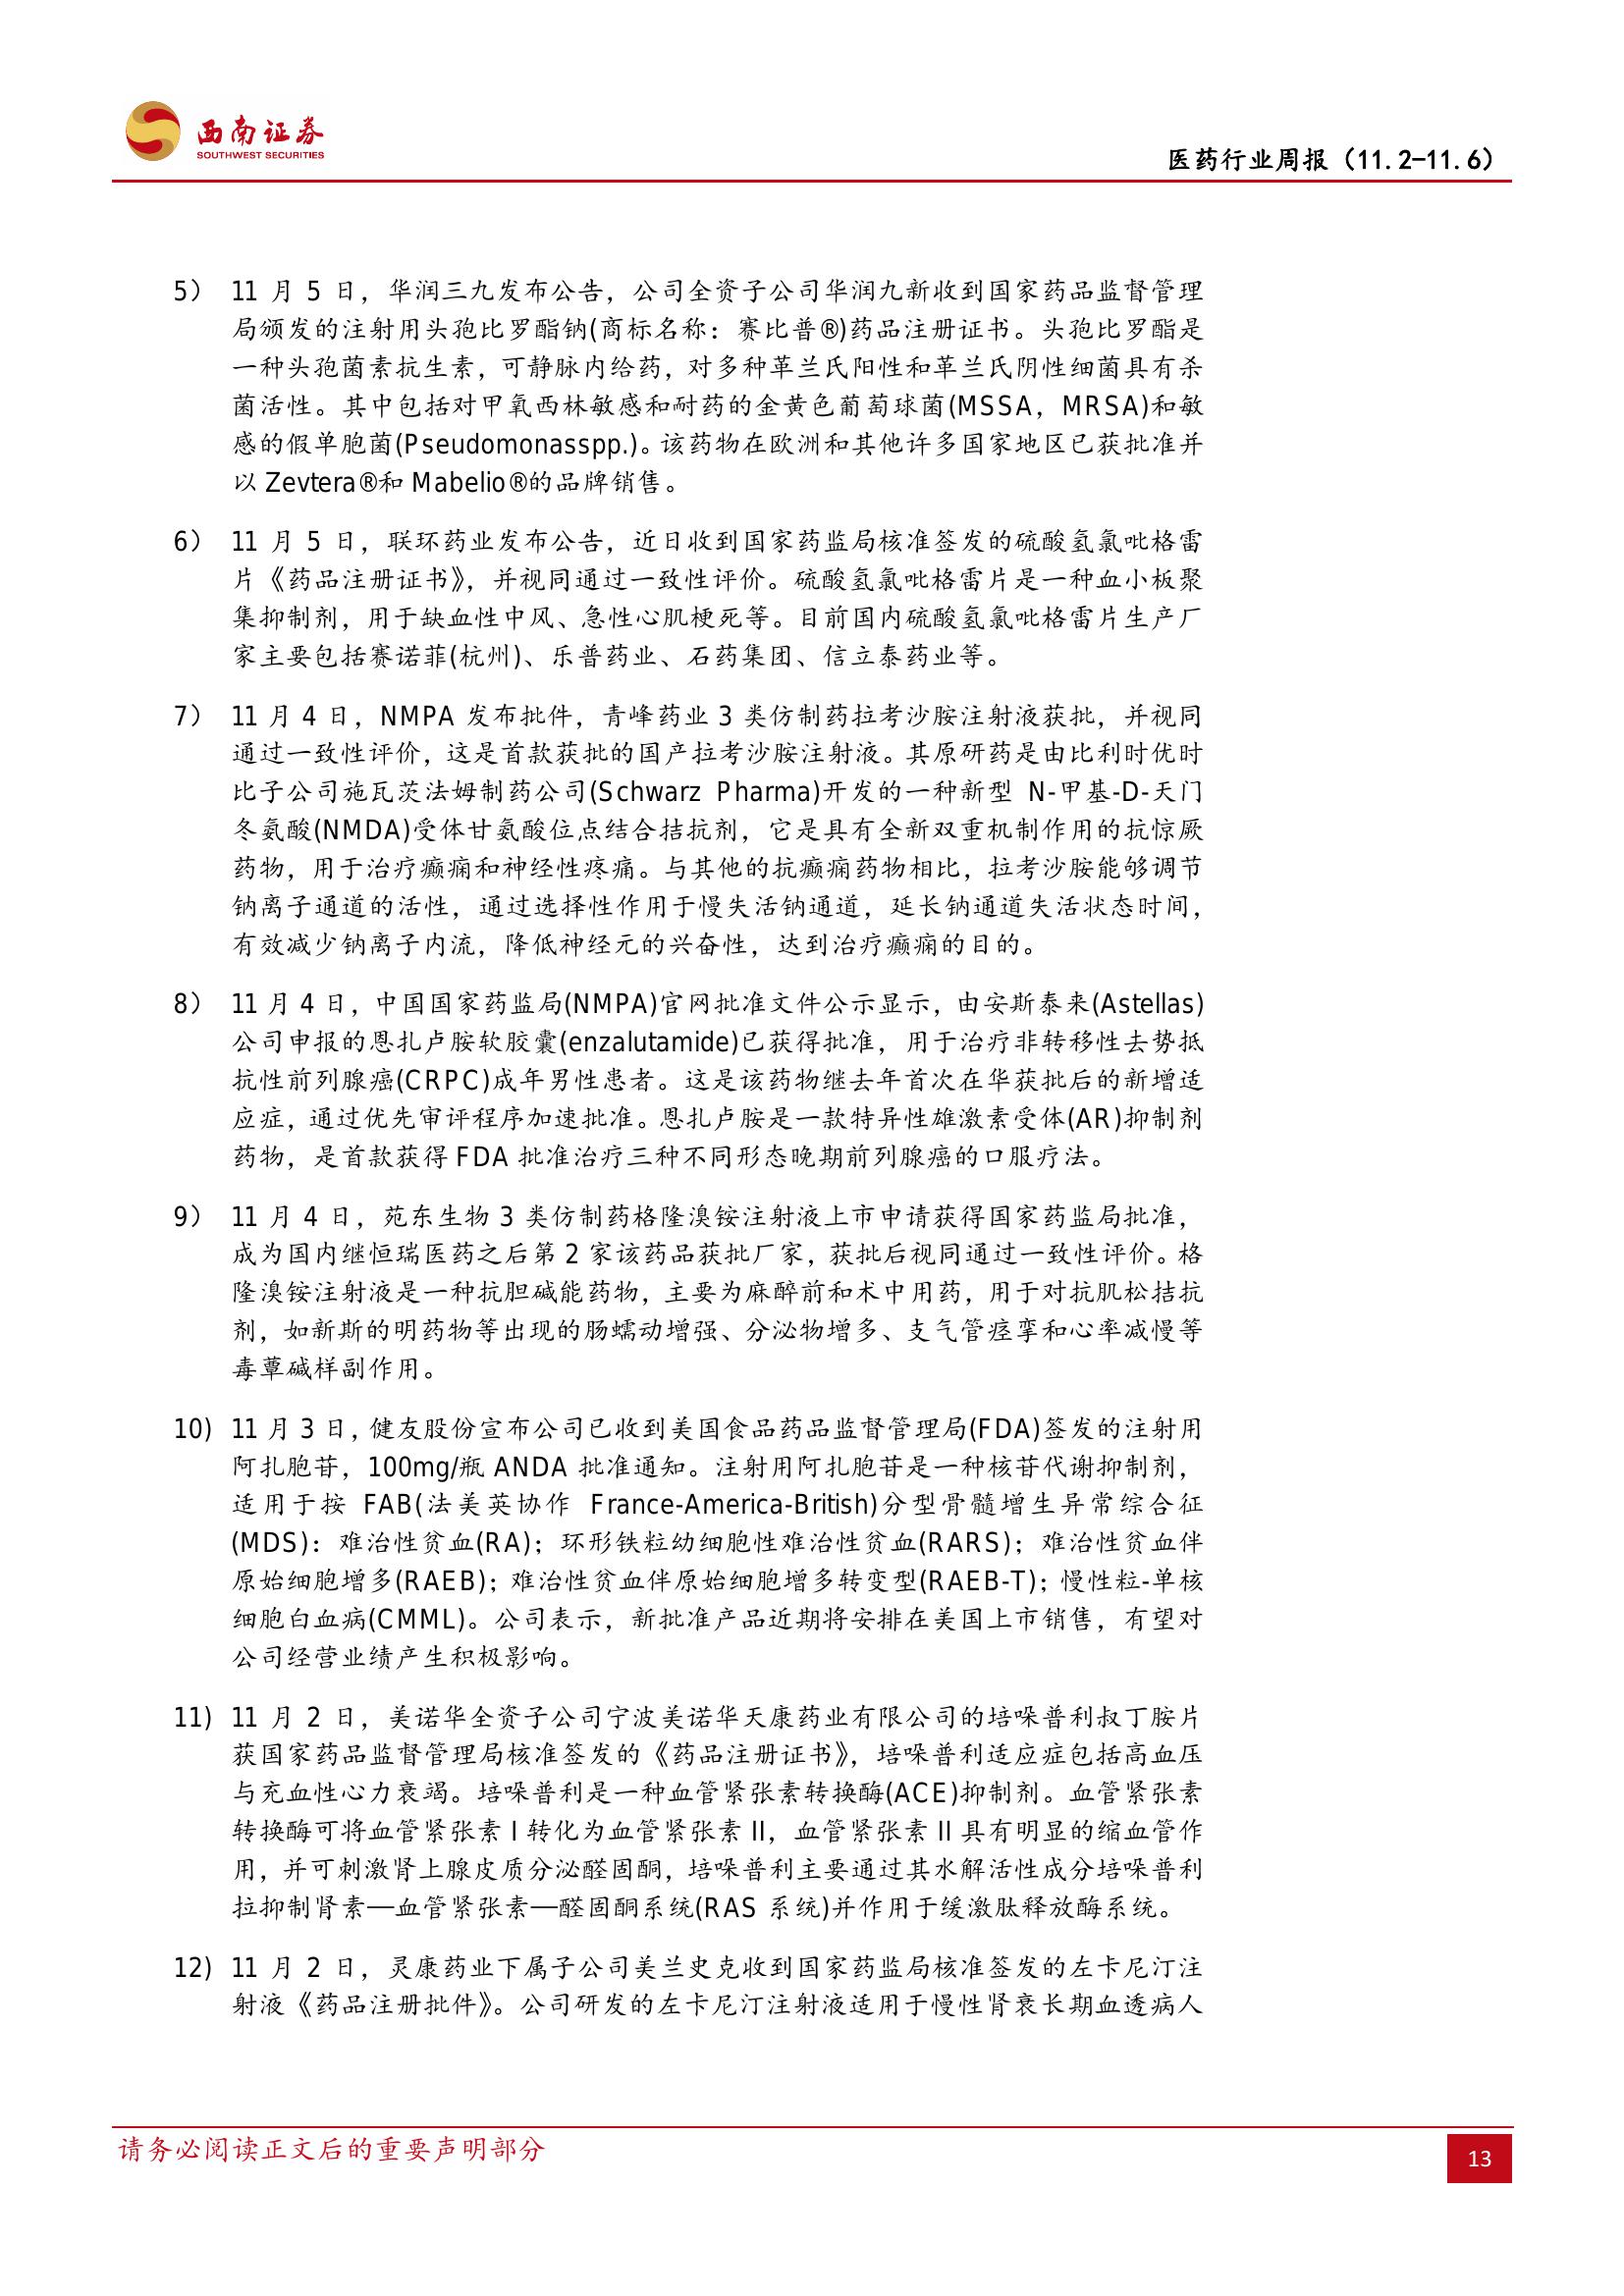 西南证券
SOUTHWEST SECURITIES
医药行业周报（11.2-11.6）
5） 11 月 5 日，华润三九发布公告，公司全资子公司华润九新收到国家药品监督管理
局颁发的注射用头孢比罗酯钠(商标名称：赛比普®)药品注册证书。头孢比罗酯是
一种头孢菌素抗生素，可静脉内给药，对多种革兰氏阳性和革兰氏阴性细菌具有杀
菌活性。其中包括对甲氧西林敏感和耐药的金黄色葡萄球菌(MSSA，MRSA)和敏
感的假单胞菌(Pseudomonasspp.)。该药物在欧洲和其他许多国家地区已获批准并
以 Zevtera®和 Mabelio®的品牌销售。
6） 11 月 5 日，联环药业发布公告，近日收到国家药监局核准签发的硫酸氢氯吡格雷
片《药品注册证书》，并视同通过一致性评价。硫酸氢氯吡格雷片是一种血小板聚
集抑制剂，用于缺血性中风、急性心肌梗死等。目前国内硫酸氢氯吡格雷片生产厂
家主要包括赛诺菲(杭州)、乐普药业、石药集团、信立泰药业等。
7） 11 月 4 日，NMPA 发布批件，青峰药业 3 类仿制药拉考沙胺注射液获批，并视同
通过一致性评价，这是首款获批的国产拉考沙胺注射液。其原研药是由比利时优时
比子公司施瓦茨法姆制药公司(Schwarz Pharma)开发的一种新型 N-甲基-D-天门
冬氨酸(NMDA)受体甘氨酸位点结合拮抗剂，它是具有全新双重机制作用的抗惊厥
药物，用于治疗癫痫和神经性疼痛。与其他的抗癫痫药物相比，拉考沙胺能够调节
钠离子通道的活性，通过选择性作用于慢失活钠通道，延长钠通道失活状态时间，
有效减少钠离子内流，降低神经元的兴奋性，达到治疗癫痫的目的。
8） 11 月 4 日，中国国家药监局(NMPA)官网批准文件公示显示，由安斯泰来(Astellas)
公司申报的恩扎卢胺软胶囊(enzalutamide)已获得批准，用于治疗非转移性去势抵
抗性前列腺癌(CRPC)成年男性患者。这是该药物继去年首次在华获批后的新增适
应症，通过优先审评程序加速批准。恩扎卢胺是一款特异性雄激素受体(AR)抑制剂
药物，是首款获得 FDA 批准治疗三种不同形态晚期前列腺癌的口服疗法。
9） 11 月 4 日，苑东生物 3 类仿制药格隆溴铵注射液上市申请获得国家药监局批准，
成为国内继恒瑞医药之后第 2 家该药品获批厂家，获批后视同通过一致性评价。格
隆溴铵注射液是一种抗胆碱能药物，主要为麻醉前和术中用药，用于对抗肌松拮抗
剂，如新斯的明药物等出现的肠蠕动增强、分泌物增多、支气管痉挛和心率减慢等
毒蕈碱样副作用。
10) 11 月 3 日，健友股份宣布公司已收到美国食品药品监督管理局(FDA)签发的注射用
阿扎胞苷，100mg/瓶 ANDA 批准通知。注射用阿扎胞苷是一种核苷代谢抑制剂，
适用于按 FAB(法美英协作 France-America-British)分型骨髓增生异常综合征
(MDS)：难治性贫血(RA)；环形铁粒幼细胞性难治性贫血(RARS)；难治性贫血伴
原始细胞增多(RAEB)；难治性贫血伴原始细胞增多转变型(RAEB-T)；慢性粒-单核
细胞白血病(CMML)。公司表示，新批准产品近期将安排在美国上市销售，有望对
公司经营业绩产生积极影响。
11) 11 月 2 日，美诺华全资子公司宁波美诺华天康药业有限公司的培哚普利叔丁胺片
获国家药品监督管理局核准签发的《药品注册证书》，培哚普利适应症包括高血压
与充血性心力衰竭。培哚普利是一种血管紧张素转换酶(ACE)抑制剂。血管紧张素
转换酶可将血管紧张素 I 转化为血管紧张素 II，血管紧张素 II 具有明显的缩血管作
用，并可刺激肾上腺皮质分泌醛固酮，培哚普利主要通过其水解活性成分培哚普利
拉抑制肾素—血管紧张素—醛固酮系统(RAS 系统)并作用于缓激肽释放酶系统。
12) 11 月 2 日，灵康药业下属子公司美兰史克收到国家药监局核准签发的左卡尼汀注
射液《药品注册批件》。公司研发的左卡尼汀注射液适用于慢性肾衰长期血透病人
请务必阅读正文后的重要声明部分
13